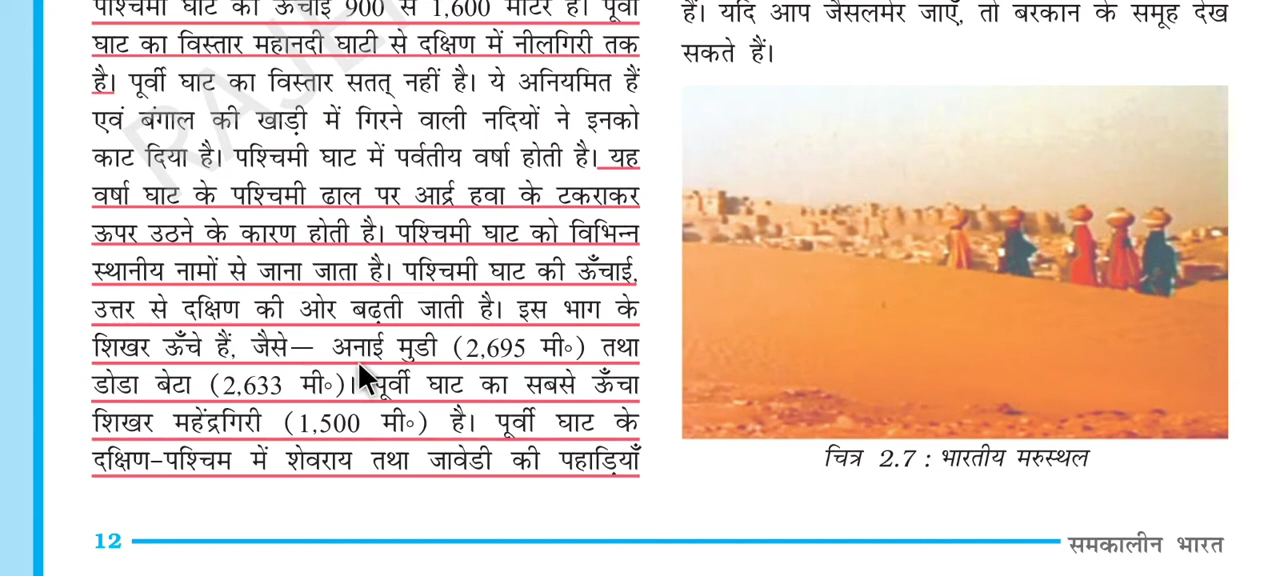 पश्चिमी घाट की ऊँचाई 900 से 1,600 मीटर है। पूर्वी
घाट का विस्तार महानदी घाटी से दक्षिण में नीलगिरी तक
है। पूर्वी घाट का विस्तार सतत् नहीं है। ये अनियमित हैं
एवं बंगाल की खाड़ी में गिरने वाली नदियों ने इनको
काट दिया है। पश्चिमी घाट में पर्वतीय वर्षा होती है। यह
वर्षा घाट के पश्चिमी ढाल पर आर्द्र हवा के टकराकर
ऊपर उठने के कारण होती है। पश्चिमी घाट को विभिन्न
स्थानीय नामों से जाना जाता है। पश्चिमी घाट की ऊँचाई,
उत्तर से दक्षिण की ओर बढ़ती जाती है। इस भाग के
शिखर ऊँचे हैं, जैसे— अनाई मुडी (2,695 मी॰) तथा
डोडा बेटा (2,633 मी॰)। पूर्वी घाट का सबसे ऊँचा
शिखर महेंद्रगिरी (1,500 मी॰) है। पूर्वी घाट के
दक्षिण-पश्चिम में शेवराय तथा जावेडी की पहाड़ियाँ
हैं। यदि आप जैसलमेर जाएँ, तो बरकान के समूह देख
सकते हैं।
चित्र 2.7 : भारतीय मरुस्थल
12
समकालीन भारत